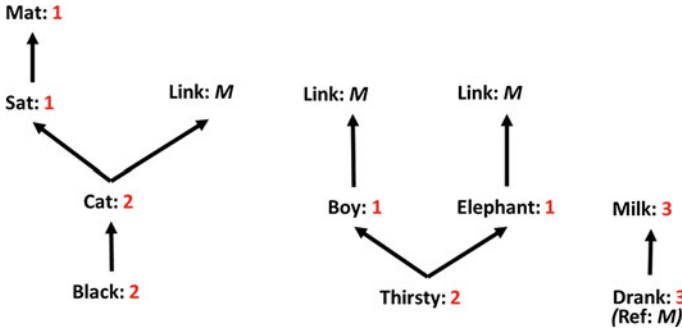 Mat: 1
Sat: 1
Link: M
Link: M
Link: M
Cat: 2
Boy: 1
Elephant: 1
Milk: 3
Black: 2
Thirsty: 2
Drank: 3
(Ref: M)